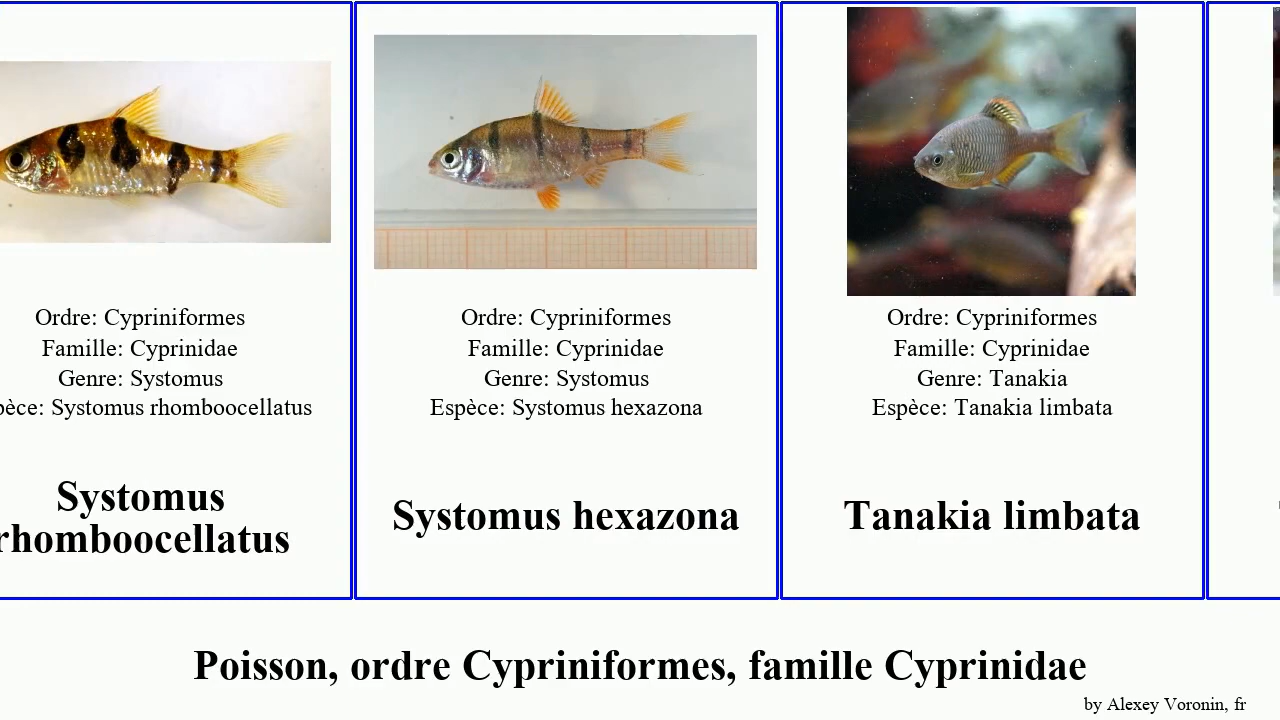 Ordre: Cypriniformes
Famille: Cyprinidae
Genre: Systomus
pèce: Systomus rhomboocellatus
Systomus
rhomboocellatus
Ordre: Cypriniformes
Famille: Cyprinidae
Genre: Systomus
Espèce: Systomus hexazona
Systomus hexazona
Ordre: Cypriniformes
Famille: Cyprinidae
Genre: Tanakia
Espèce: Tanakia limbata
Tanakia limbata
Poisson, ordre Cypriniformes, famille Cyprinidae
by Alexey Voronin, fr